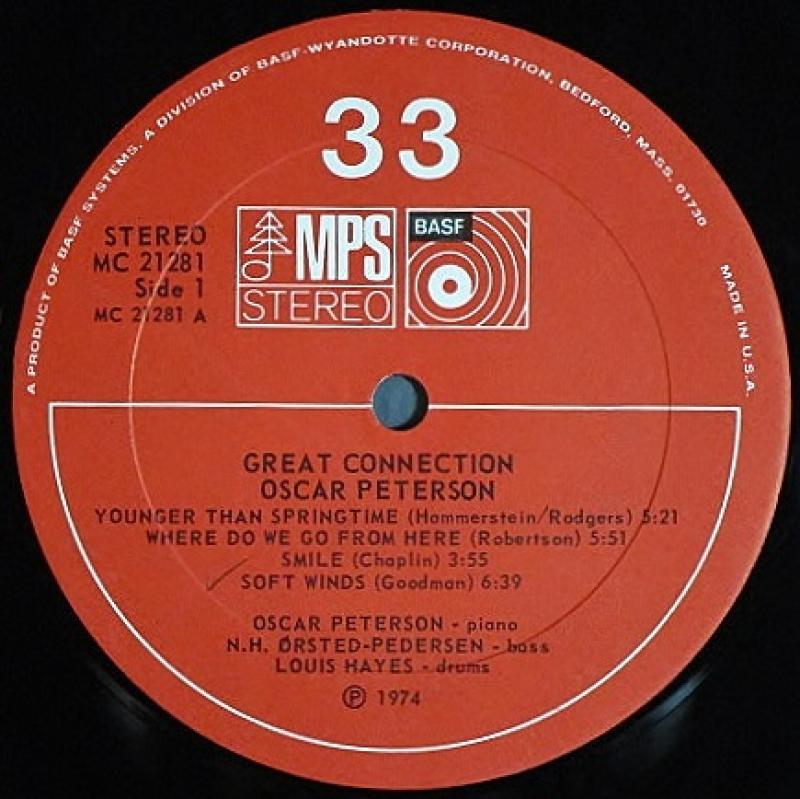 A PRODUCT OF BASF SYSTEMS, A DIVISION OF BASF-WYANDOTTE CORPORATION, BEDFORD, MASS. 01730
MADE IN U.S.A.
33
STEREO
MC 21281
Side 1
MC 21281 A
MPS
STEREO
BASF
GREAT CONNECTION
OSCAR PETERSON
YOUNGER THAN SPRINGTIME (Hammerstein/Rodgers) 5:21
WHERE DO WE GO FROM HERE (Robertson) 5:51
SMILE (Chaplin) 3:55
SOFT WINDS (Goodman) 6:39
OSCAR PETERSON - piano
N.H. ØRSTED-PEDERSEN - bass
LOUIS HAYES - drums
℗ 1974